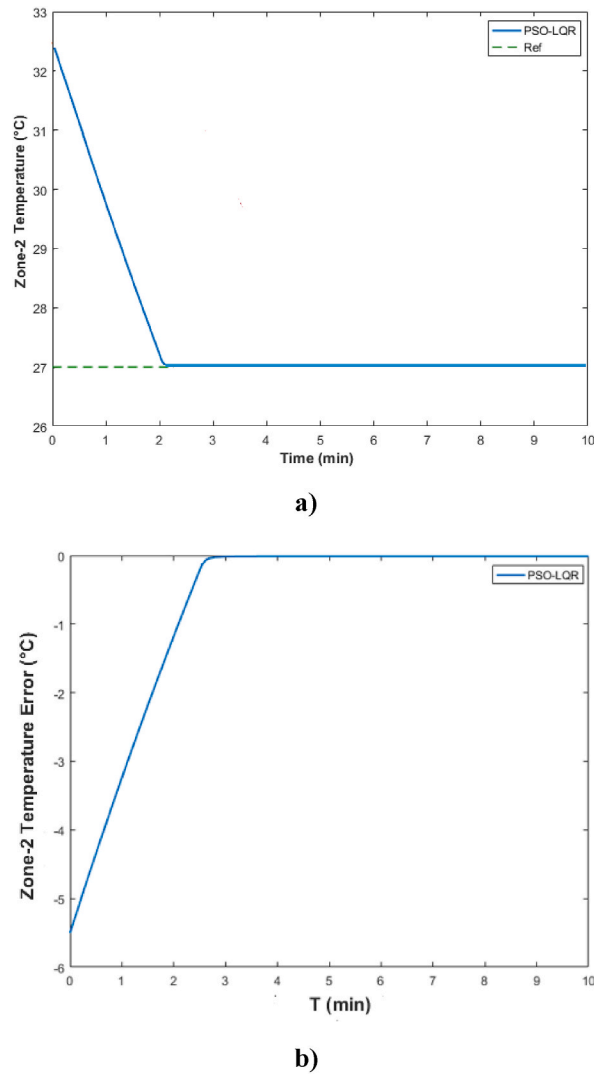 33
32
31
30
29
28
27
26
Zone-2 Temperature (°C)
PSO-LQR
Ref
0 1 2 3 4 5 6 7 8 9 10
Time (min)
a)
0
-1
-2
-3
-4
-5
-6
Zone-2 Temperature Error (°C)
PSO-LQR
0 1 2 3 4 5 6 7 8 9 10
T (min)
b)